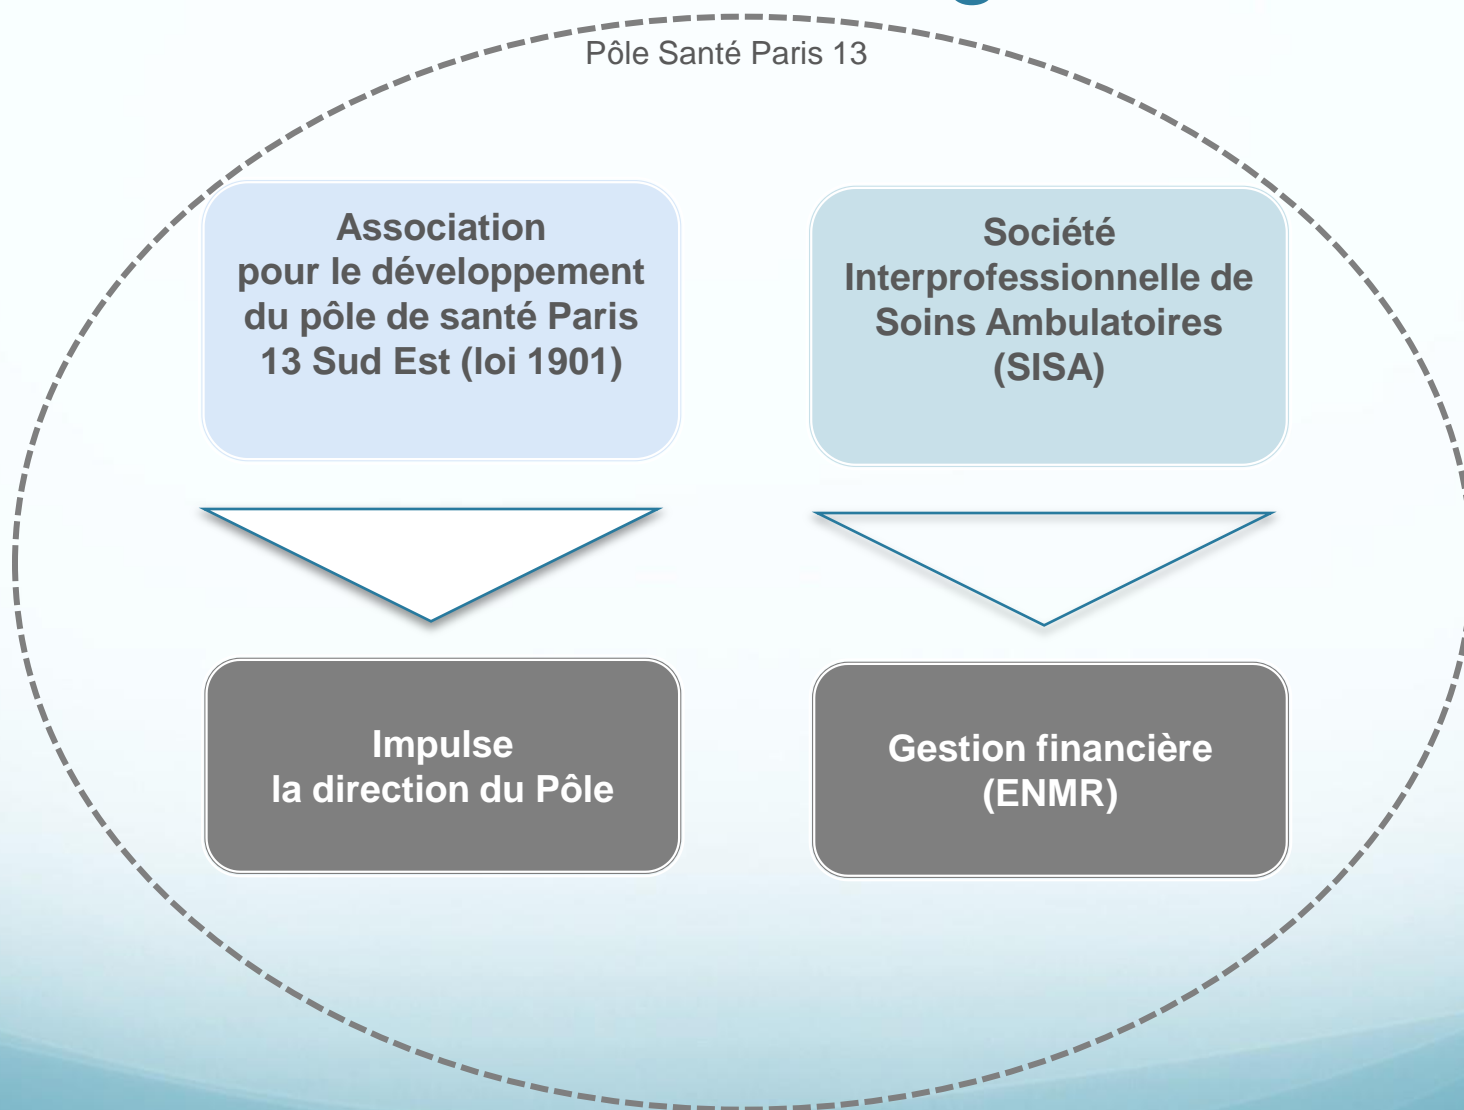 Pôle Santé Paris 13
Association
pour le développement
du pôle de santé Paris
13 Sud Est (loi 1901)
Société
Interprofessionnelle de
Soins Ambulatoires
(SISA)
Impulse
la direction du Pôle
Gestion financière
(ENMR)